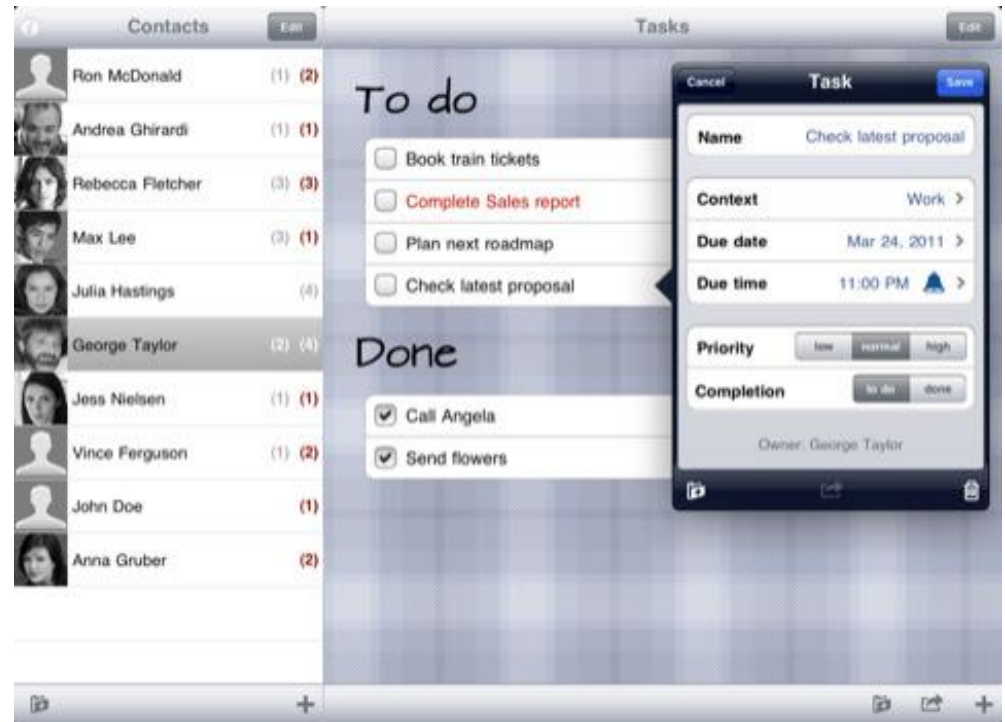 Contacts
Edit
Ron McDonald (1) (2)
Andrea Ghirardi (1) (1)
Rebecca Fletcher (3) (3)
Max Lee (3) (1)
Julia Hastings (4)
George Taylor (2) (4)
Jess Nielsen (1) (1)
Vince Ferguson (1) (2)
John Doe (1)
Anna Gruber (2)
Tasks
Edit
To do
Book train tickets
Complete Sales report
Plan next roadmap
Check latest proposal
Done
Call Angela
Send flowers
Cancel Task Save
Name Check latest proposal
Context Work
Due date Mar 24, 2011
Due time 11:00 PM
Priority low normal high
Completion to do done
Owner: George Taylor